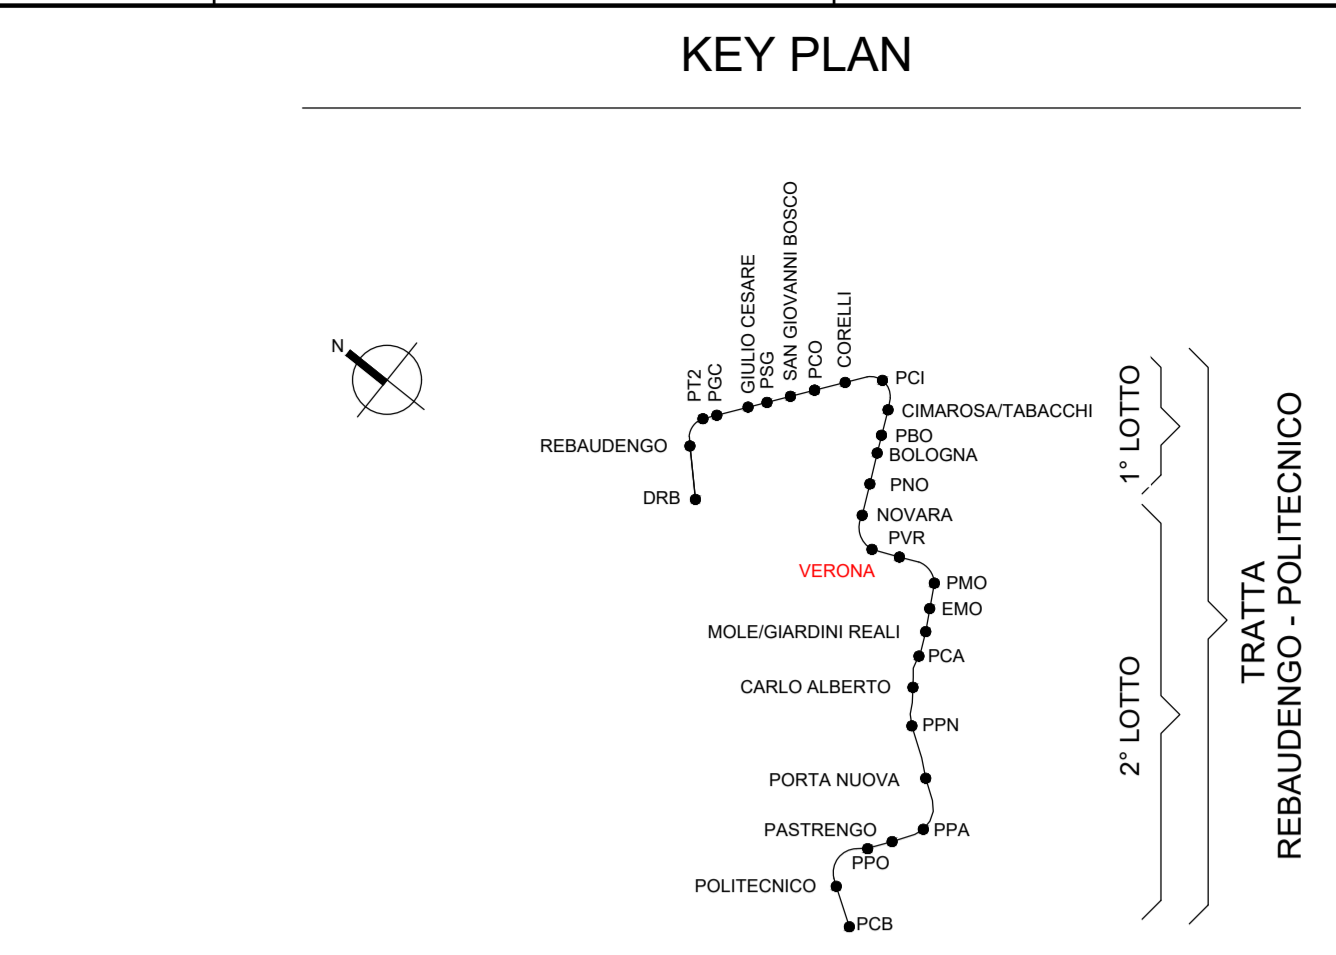 KEY PLAN
N
PT2
PGC
GIULIO CESARE
PSG
SAN GIOVANNI BOSCO
PCO
CORELLI
PCI
CIMAROSA/TABACCHI
REBAUDENGO
PBO
BOLOGNA
DRB
PNO
NOVARA
PVR
VERONA
PMO
EMO
MOLE/GIARDINI REALI
PCA
CARLO ALBERTO
PPN
PORTA NUOVA
PASTRENGO
PPA
PPO
POLITECNICO
PCB
1° LOTTO
2° LOTTO
TRATTA
REBAUDENGO - POLITECNICO